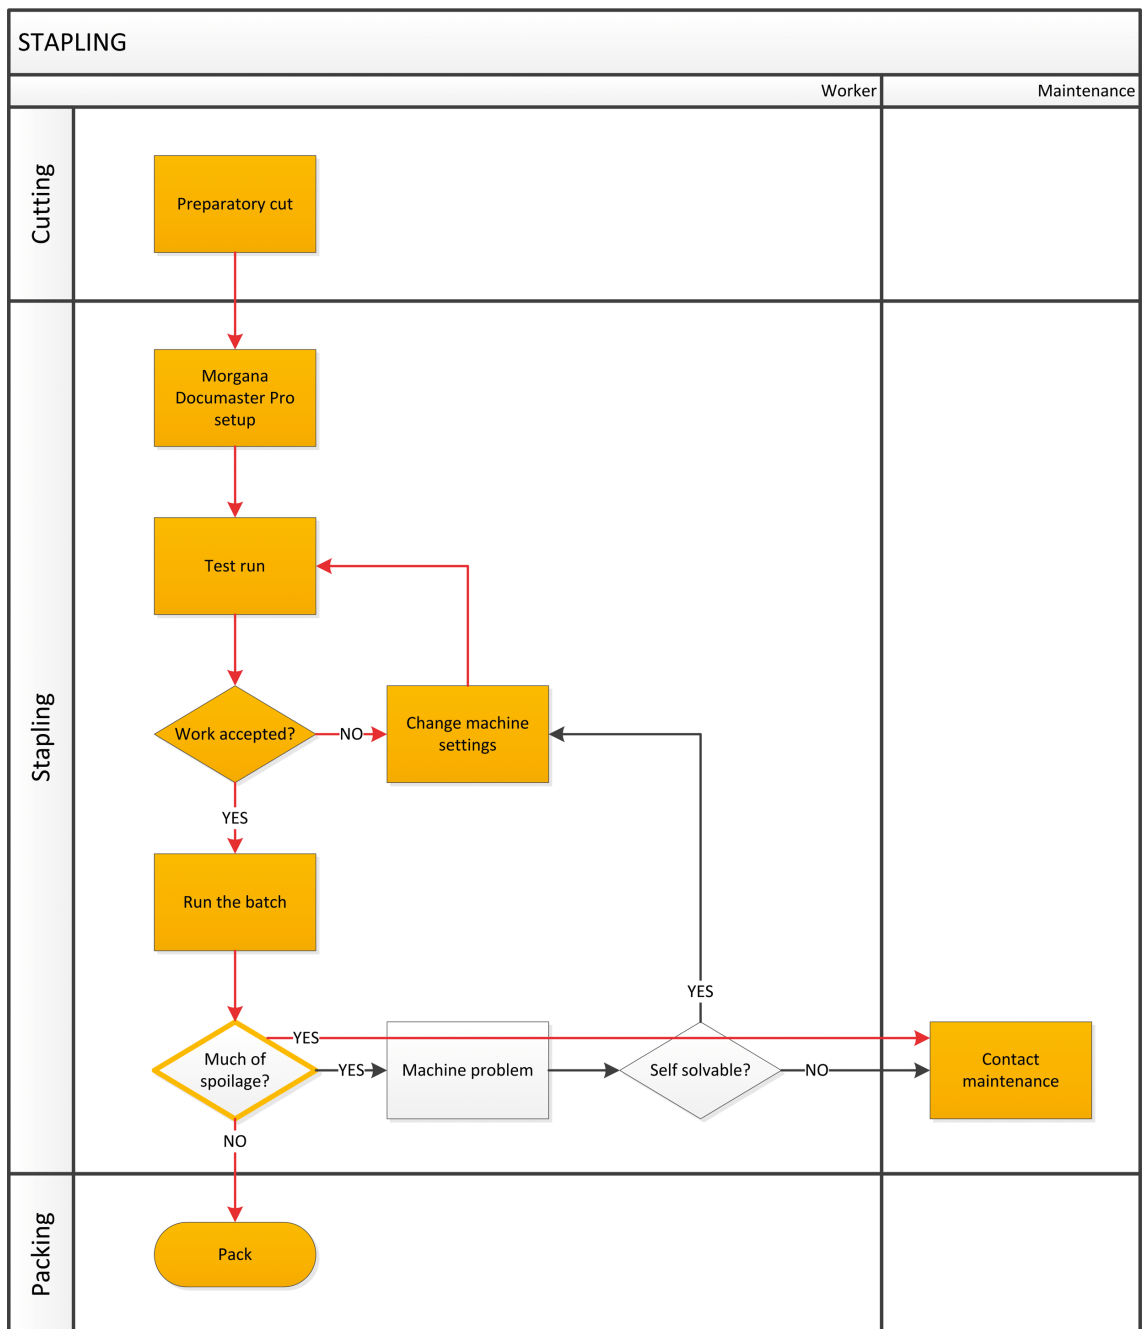 STAPLING
Worker
Maintenance
Cutting
Preparatory cut
Stapling
Morgana
Documaster Pro
setup
Test run
Work accepted?
NO
Change machine
settings
YES
Run the batch
YES
Much of
spoilage?
YES
YES
Machine problem
Self solvable?
NO
Contact
maintenance
NO
Packing
Pack